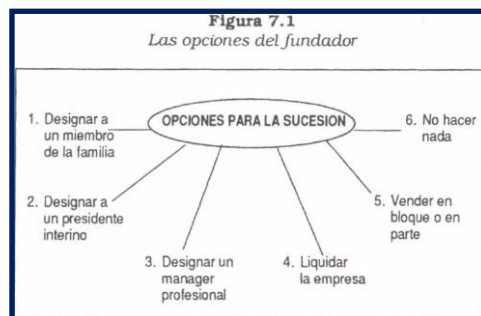 Figura 7.1
Las opciones del fundador
OPCIONES PARA LA SUCESION
1. Designar a
un miembro
de la familia
2. Designar a
un presidente
interino
3. Designar un
manager
profesional
4. Liquidar
la empresa
5. Vender en
bloque o en
parte
6. No hacer
nada